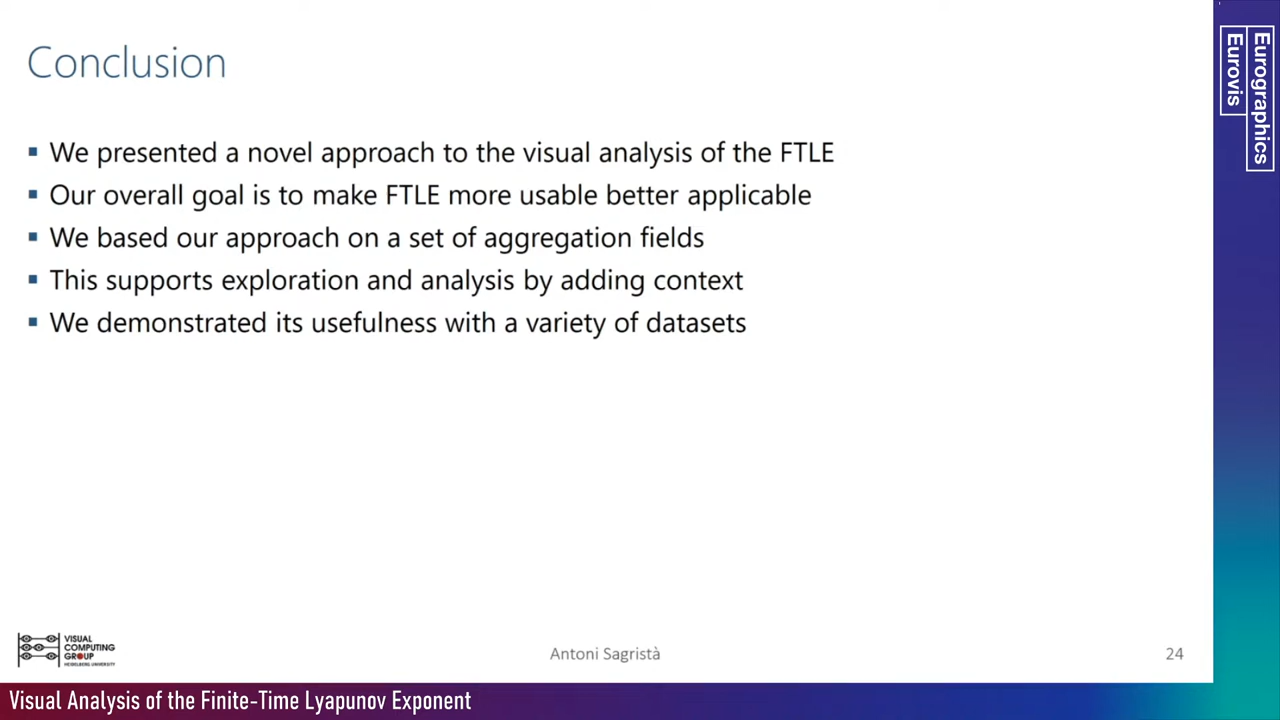 Conclusion
We presented a novel approach to the visual analysis of the FTLE
Our overall goal is to make FTLE more usable better applicable
We based our approach on a set of aggregation fields
This supports exploration and analysis by adding context
We demonstrated its usefulness with a variety of datasets
VISUAL
COMPUTING
GROUP
HEIDELBERG UNIVERSITY
Antoni Sagristà
24
Visual Analysis of the Finite-Time Lyapunov Exponent
Eurographics
Eurovis